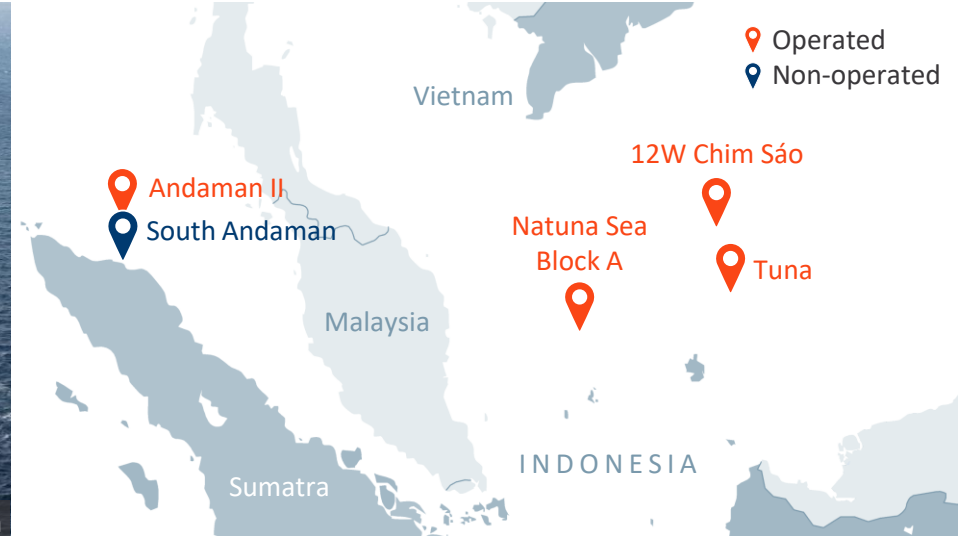 Operated
Non-operated
Vietnam
12W Chim Sáo
Andaman II
South Andaman
Natuna Sea
Block A
Tuna
Malaysia
INDONESIA
Sumatra